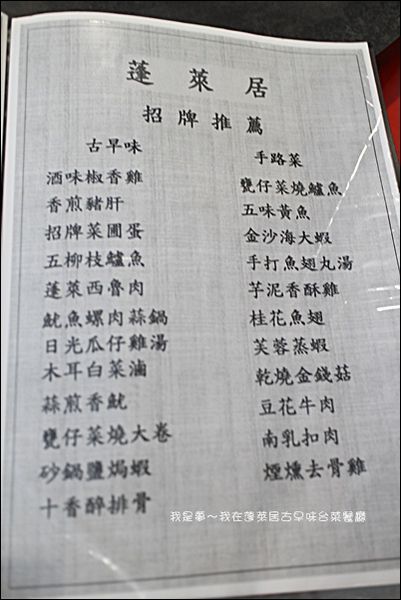 蓬萊居
招牌推薦
古早味
酒味椒香雞
香煎豬肝
招牌菜圃蛋
五柳枝鱸魚
蓬萊西魯肉
魷魚螺肉蒜鍋
日光瓜仔雞湯
木耳白菜滷
蒜煎香魷
甕仔菜燒大卷
砂鍋鹽焗蝦
十香醉排骨
手路菜
甕仔菜燒鱸魚
五味黃魚
金沙海大蝦
手打魚翅丸湯
芋泥香酥雞
桂花魚翅
芙蓉蒸蝦
乾燒金錢菇
豆花牛肉
南乳扣肉
煙燻去骨雞
我是夢～我在蓬萊居古早味台菜餐廳